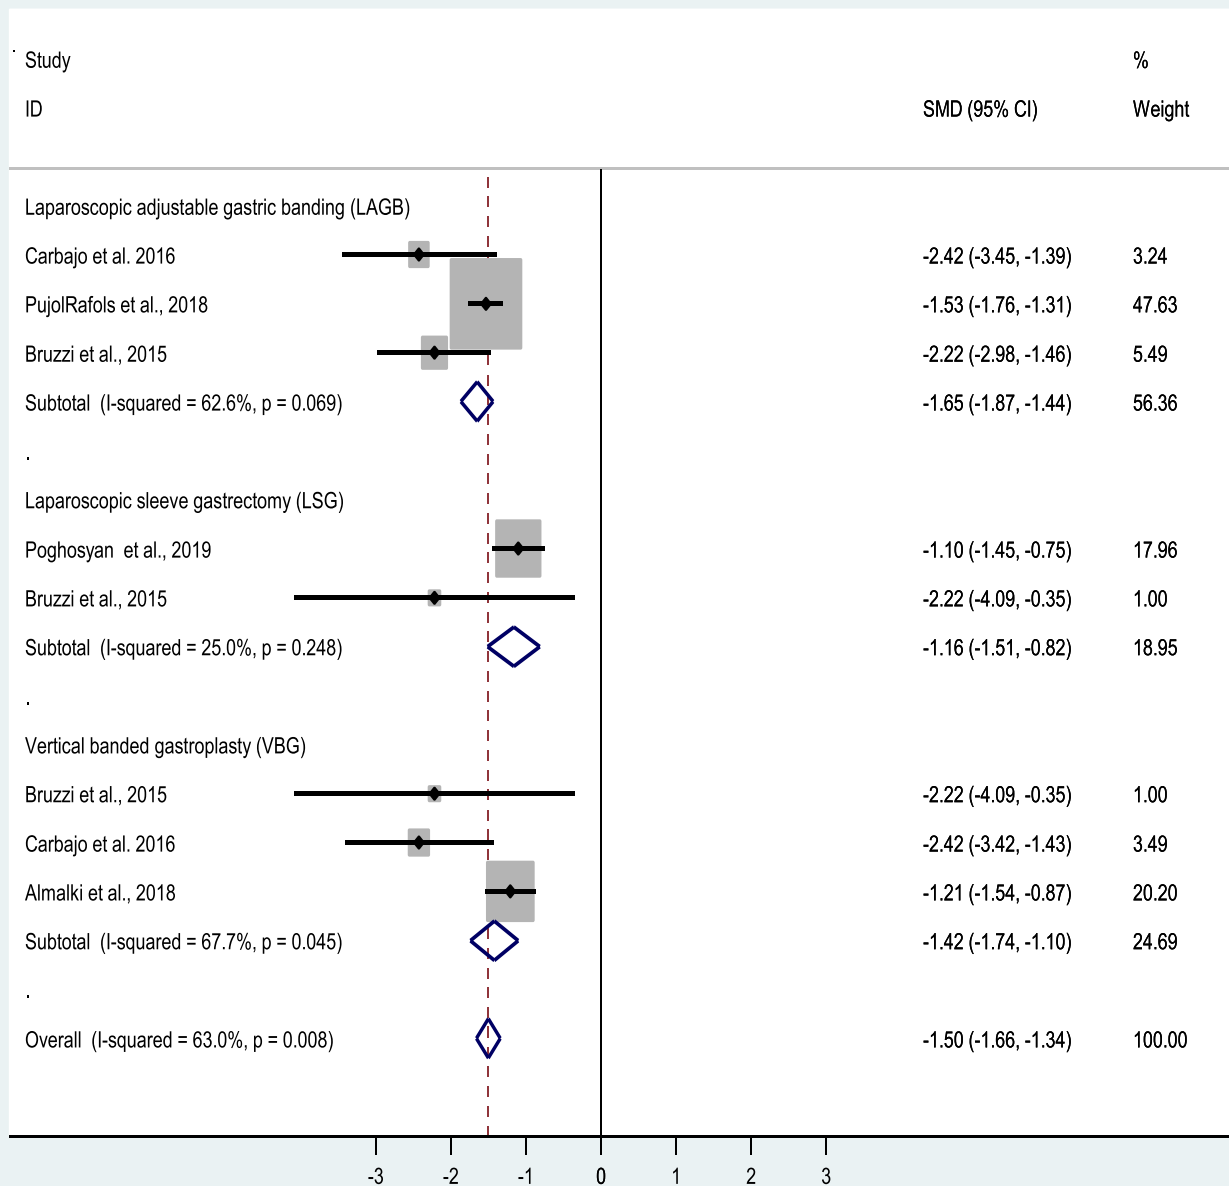 Study %
ID SMD (95% CI) Weight
Laparoscopic adjustable gastric banding (LAGB)
Carbajo et al. 2016 -2.42 (-3.45, -1.39) 3.24
PujolRafols et al., 2018 -1.53 (-1.76, -1.31) 47.63
Bruzzi et al., 2015 -2.22 (-2.98, -1.46) 5.49
Subtotal (I-squared = 62.6%, p = 0.069) -1.65 (-1.87, -1.44) 56.36
.
Laparoscopic sleeve gastrectomy (LSG)
Poghosyan et al., 2019 -1.10 (-1.45, -0.75) 17.96
Bruzzi et al., 2015 -2.22 (-4.09, -0.35) 1.00
Subtotal (I-squared = 25.0%, p = 0.248) -1.16 (-1.51, -0.82) 18.95
.
Vertical banded gastroplasty (VBG)
Bruzzi et al., 2015 -2.22 (-4.09, -0.35) 1.00
Carbajo et al. 2016 -2.42 (-3.42, -1.43) 3.49
Almalki et al., 2018 -1.21 (-1.54, -0.87) 20.20
Subtotal (I-squared = 67.7%, p = 0.045) -1.42 (-1.74, -1.10) 24.69
.
Overall (I-squared = 63.0%, p = 0.008) -1.50 (-1.66, -1.34) 100.00
-3 -2 -1 0 1 2 3